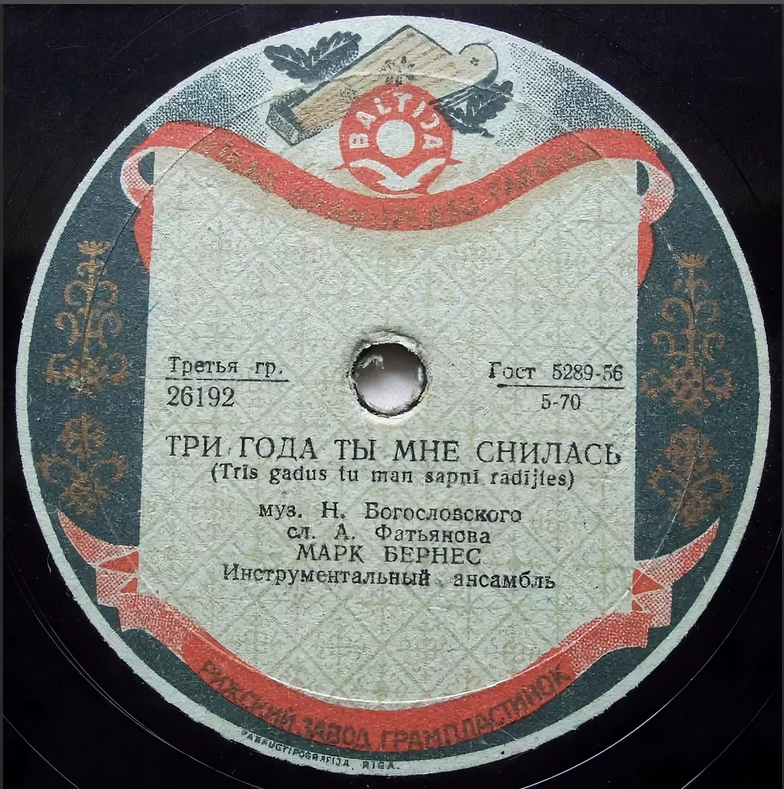 BALTIJA
Третья гр.
26192
Гост 5289-56
5-70
ТРИ ГОДА ТЫ МНЕ СНИЛАСЬ
(Trīs gadus tu man sapnī radījies)
муз. Н. Богословского
сл. А. Фатьянова
МАРК БЕРНЕС
Инструментальный ансамбль
РИЖСКИЙ ЗАВОД ГРАМПЛАСТИНОК
RIGA.